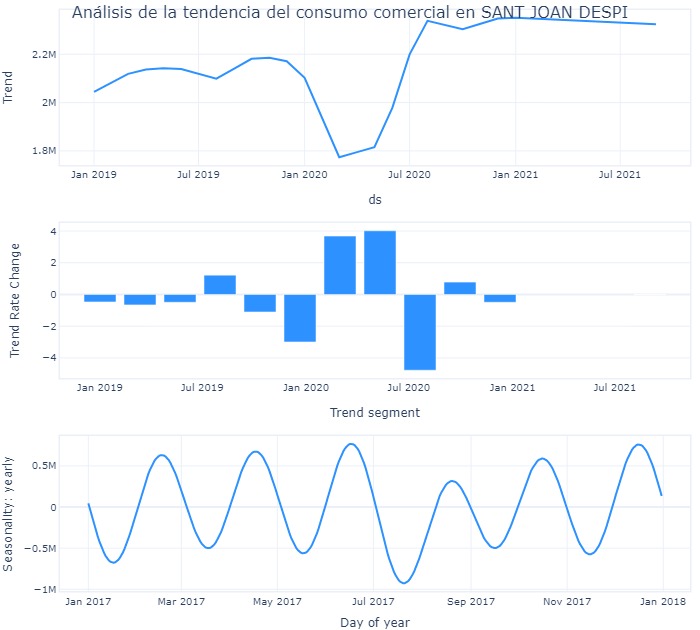 Análisis de la tendencia del consumo comercial en SANT JOAN DESPI
Trend
2.2M
2M
1.8M
Jan 2019 Jul 2019 Jan 2020 Jul 2020 Jan 2021 Jul 2021
ds
Trend Rate Change
4
2
0
−2
−4
Jan 2019 Jul 2019 Jan 2020 Jul 2020 Jan 2021 Jul 2021
Trend segment
Seasonality: yearly
0.5M
0
−0.5M
−1M
Jan 2017 Mar 2017 May 2017 Jul 2017 Sep 2017 Nov 2017 Jan 2018
Day of year